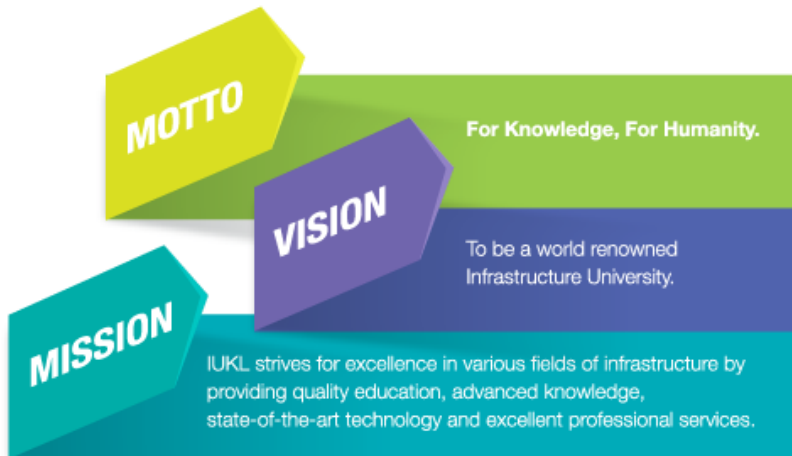 MOTTO
For Knowledge, For Humanity.
VISION
To be a world renowned
Infrastructure University.
MISSION
IUKL strives for excellence in various fields of infrastructure by
providing quality education, advanced knowledge,
state-of-the-art technology and excellent professional services.